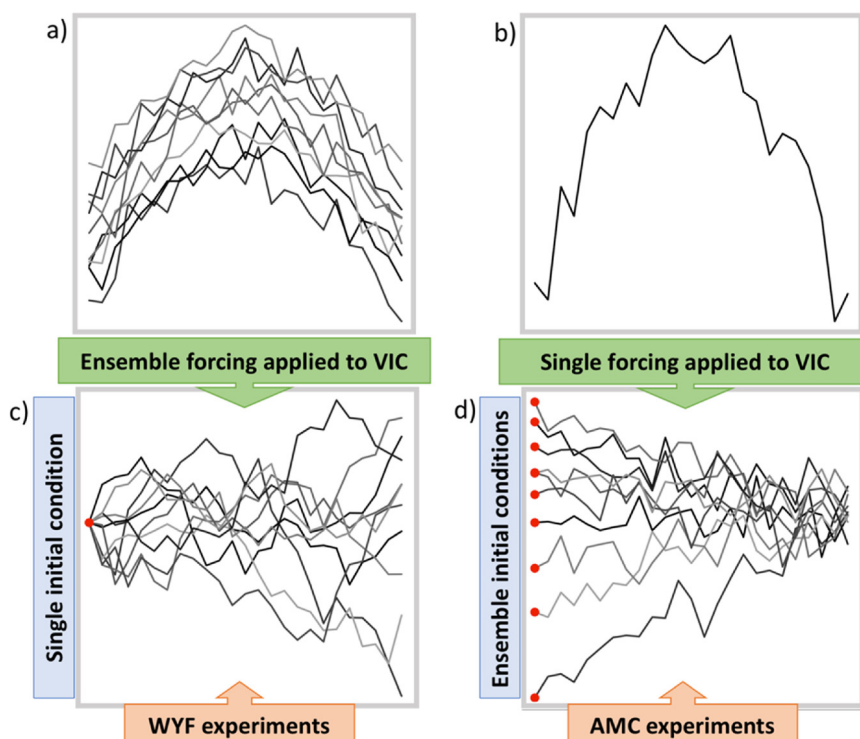 a)
b)
Ensemble forcing applied to VIC
Single forcing applied to VIC
c)
d)
Single initial condition
Ensemble initial conditions
WYF experiments
AMC experiments